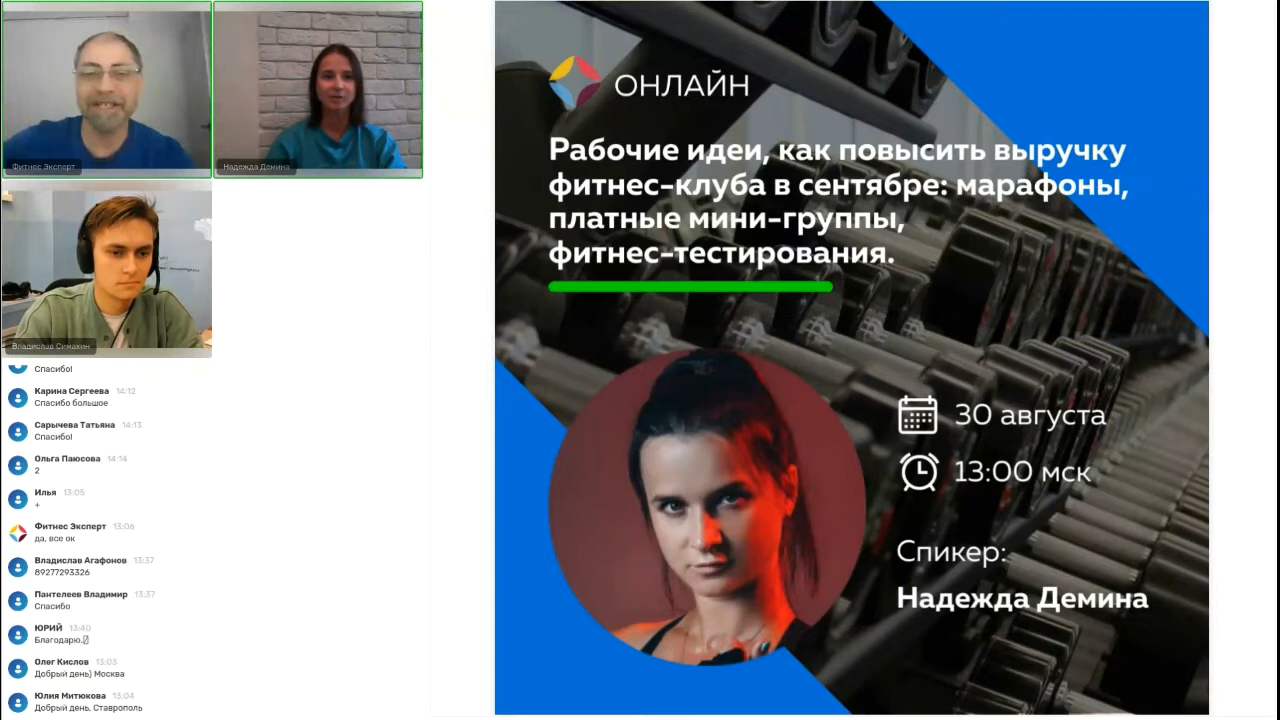 Фитнес Эксперт
Надежда Демина
Владислав Симахин
Спасибо!
Карина Сергеева 14:12
Спасибо большое
Сарычева Татьяна 14:13
Спасибо!
Ольга Паюсова 14:14
2
Илья 13:05
+
Фитнес Эксперт 13:06
да, все ок
Владислав Агафонов 13:37
89277293326
Пантелеев Владимир 13:37
Спасибо
ЮРИЙ 13:40
Благодарю.
Олег Кислов 13:03
Добрый день) Москва
Юлия Митюкова 13:04
Добрый день, Ставрополь
ОНЛАЙН
Рабочие идеи, как повысить выручку
фитнес-клуба в сентябре: марафоны,
платные мини-группы,
фитнес-тестирования.
30 августа
13:00 мск
Спикер:
Надежда Демина